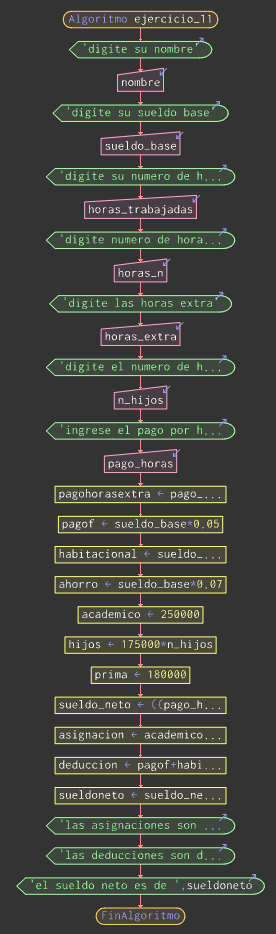 Algoritmo ejercicio_11
'digite su nombre'
nombre
'digite su sueldo base'
sueldo_base
'digite su numero de h...
horas_trabajadas
'digite numero de hora...
horas_n
'digite las horas extra'
horas_extra
'digite el numero de h...
n_hijos
'ingrese el pago por h...
pago_horas
pagohorasextra ← pago_...
pagof ← sueldo_base*0.05
habitacional ← sueldo_...
ahorro ← sueldo_base*0.07
academico ← 250000
hijos ← 175000*n_hijos
prima ← 180000
sueldo_neto ← ((pago_h...
asignacion ← academico...
deduccion ← pagof+habi...
sueldoneto ← sueldo_ne...
'las asignaciones son ...
'las deducciones son d...
'el sueldo neto es de ',sueldoneto
FinAlgoritmo